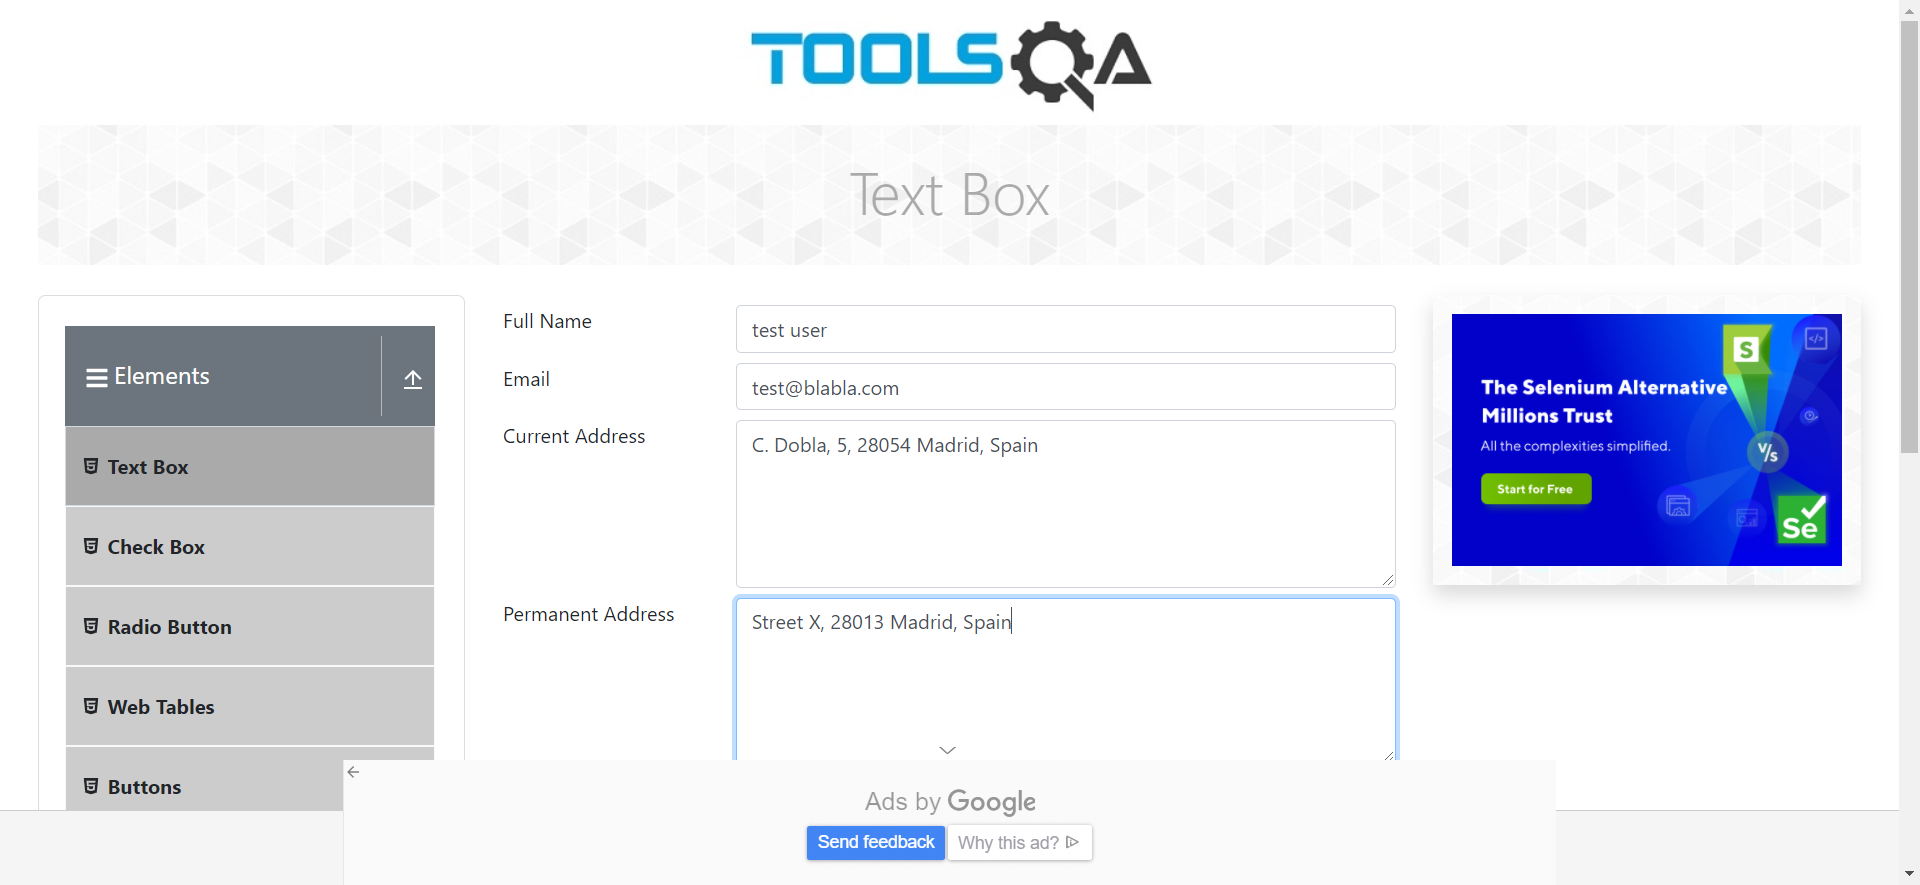 TOOLSQA
Text Box
Elements
Text Box
Check Box
Radio Button
Web Tables
Buttons
Full Name
test user
Email
test@blabla.com
Current Address
C. Dobla, 5, 28054 Madrid, Spain
Permanent Address
Street X, 28013 Madrid, Spain
The Selenium Alternative
Millions Trust
All the complexities simplified.
Start for Free
S
</>
V/s
Se
Ads by Google
Send feedback
Why this ad?